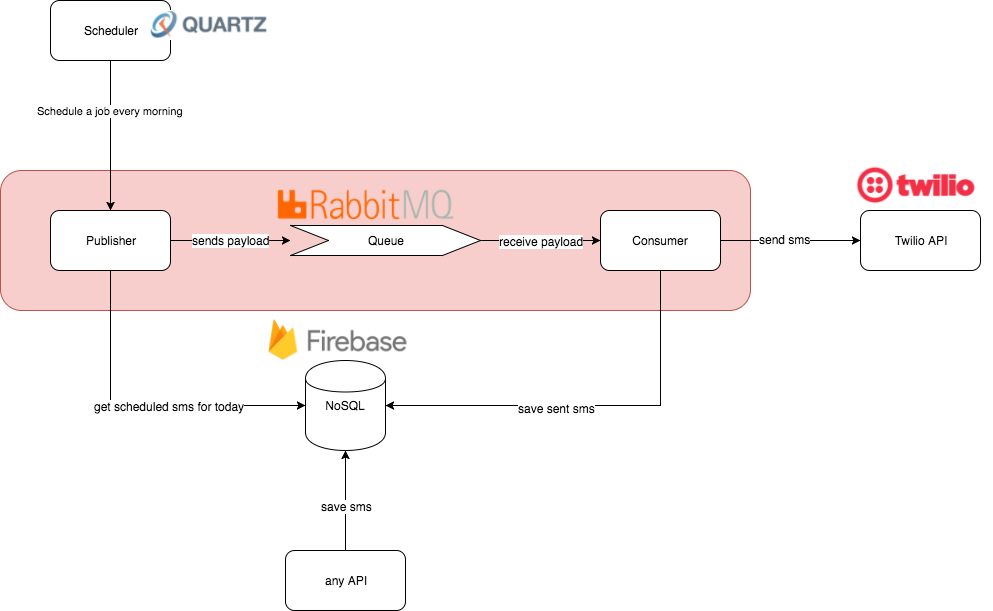 Scheduler
QUARTZ
Schedule a job every morning
RabbitMQ
twilio
Publisher
sends payload
Queue
receive payload
Consumer
send sms
Twilio API
Firebase
get scheduled sms for today
NoSQL
save sent sms
save sms
any API